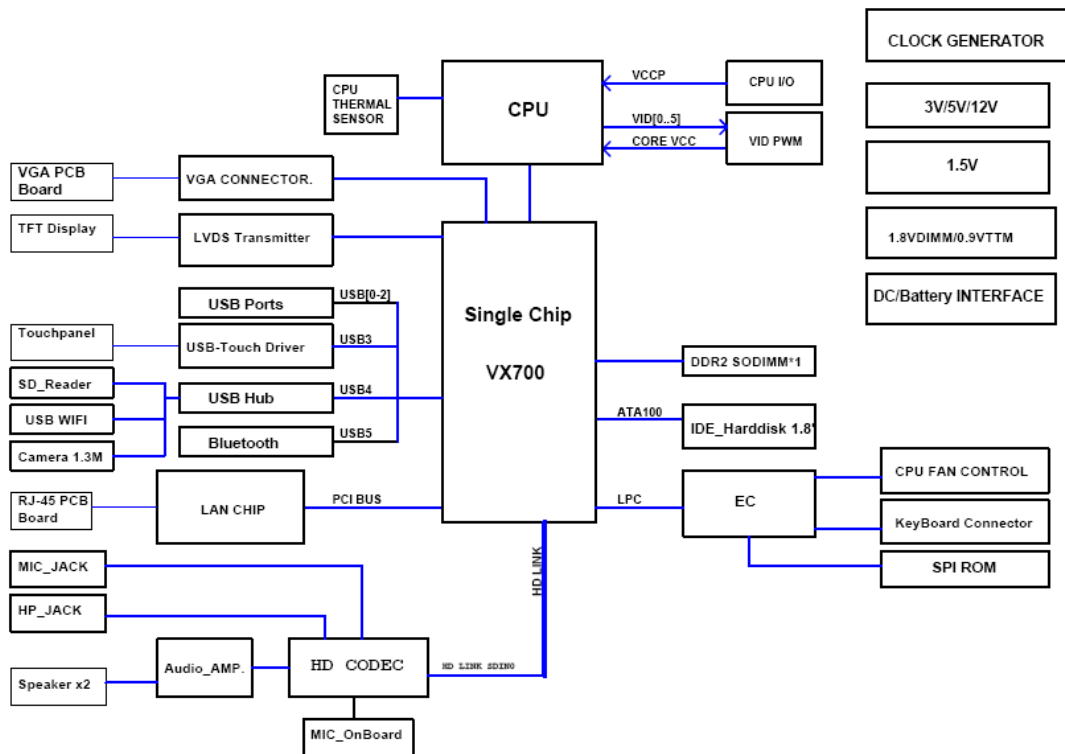 CLOCK GENERATOR
CPU
THERMAL
SENSOR
CPU
VCCP
CPU I/O
VID[0..5]
CORE VCC
VID PWM
3V/5V/12V
1.5V
1.8VDIMM/0.9VTTM
DC/Battery INTERFACE
VGA PCB
Board
VGA CONNECTOR.
TFT Display
LVDS Transmitter
USB Ports
USB[0-2]
Touchpanel
USB-Touch Driver
USB3
SD_Reader
USB WIFI
Camera 1.3M
USB Hub
USB4
Bluetooth
USB5
RJ-45 PCB
Board
LAN CHIP
PCI BUS
Single Chip
VX700
DDR2 SODIMM*1
ATA100
IDE_Harddisk 1.8'
LPC
EC
CPU FAN CONTROL
KeyBoard Connector
SPI ROM
MIC_JACK
HP_JACK
Speaker x2
Audio_AMP.
HD CODEC
HD LINK SDIN0
HD LINK
MIC_OnBoard